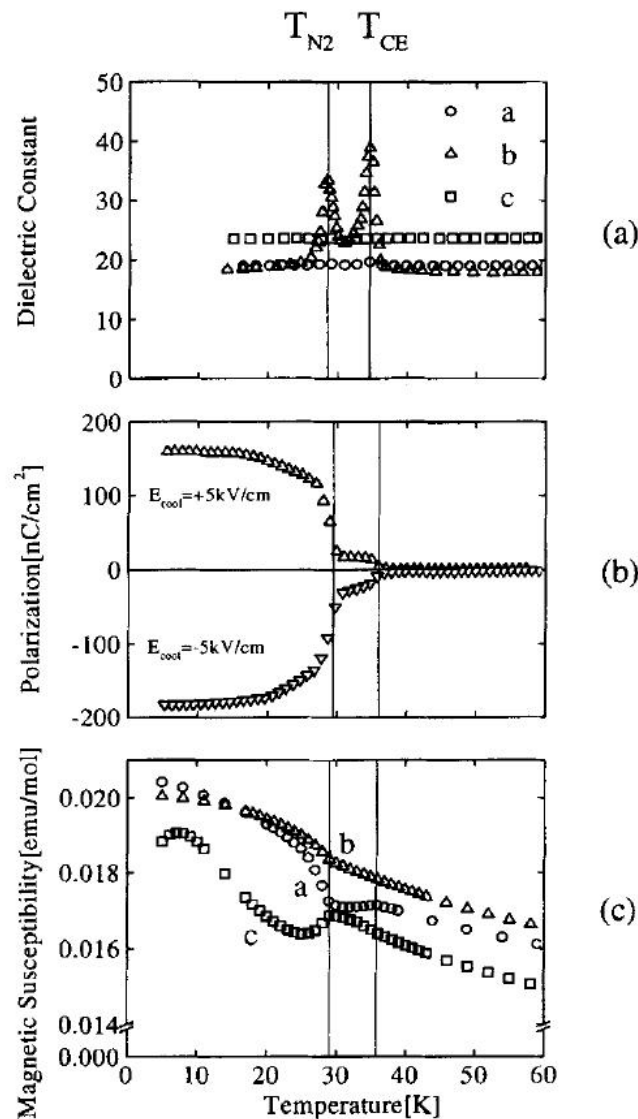 T_N2 T_CE
50
40
30
20
10
0
Dielectric Constant
a
b
c
(a)
200
100
0
-100
-200
Polarization[nC/cm²]
E_cool=+5kV/cm
E_cool=-5kV/cm
(b)
0.020
0.018
0.016
0.014
0.000
Magnetic Susceptibility[emu/mol]
b
a
c
(c)
0 10 20 30 40 50 60
Temperature[K]